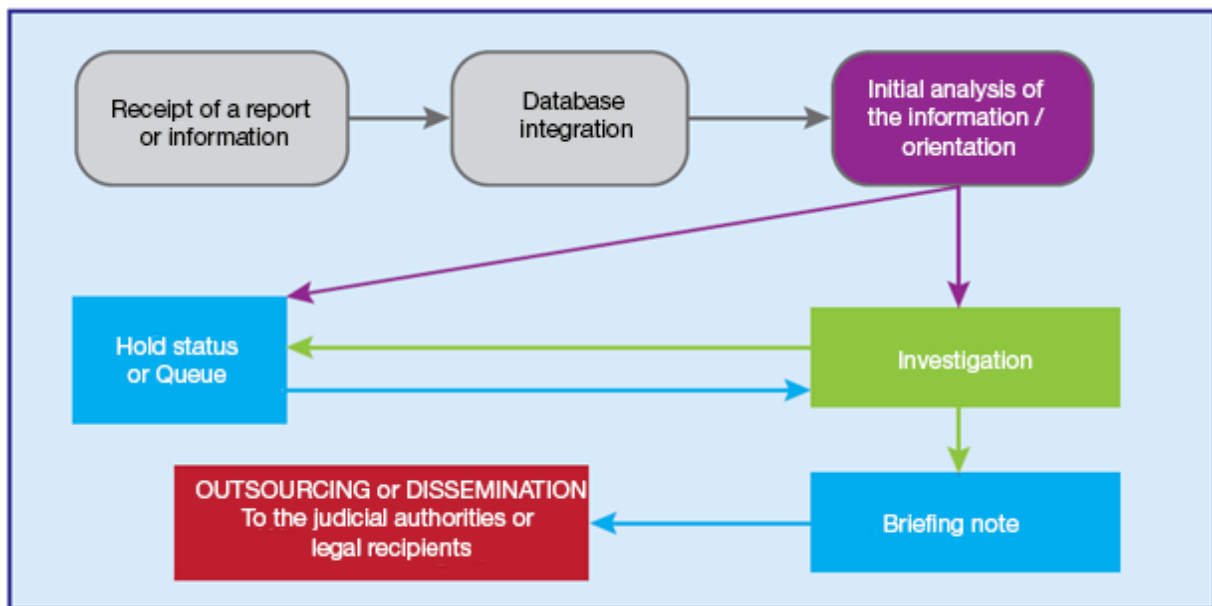 Receipt of a report
or information
Database
integration
Initial analysis of
the information /
orientation
Hold status
or Queue
Investigation
OUTSOURCING or DISSEMINATION
To the judicial authorities or
legal recipients
Briefing note